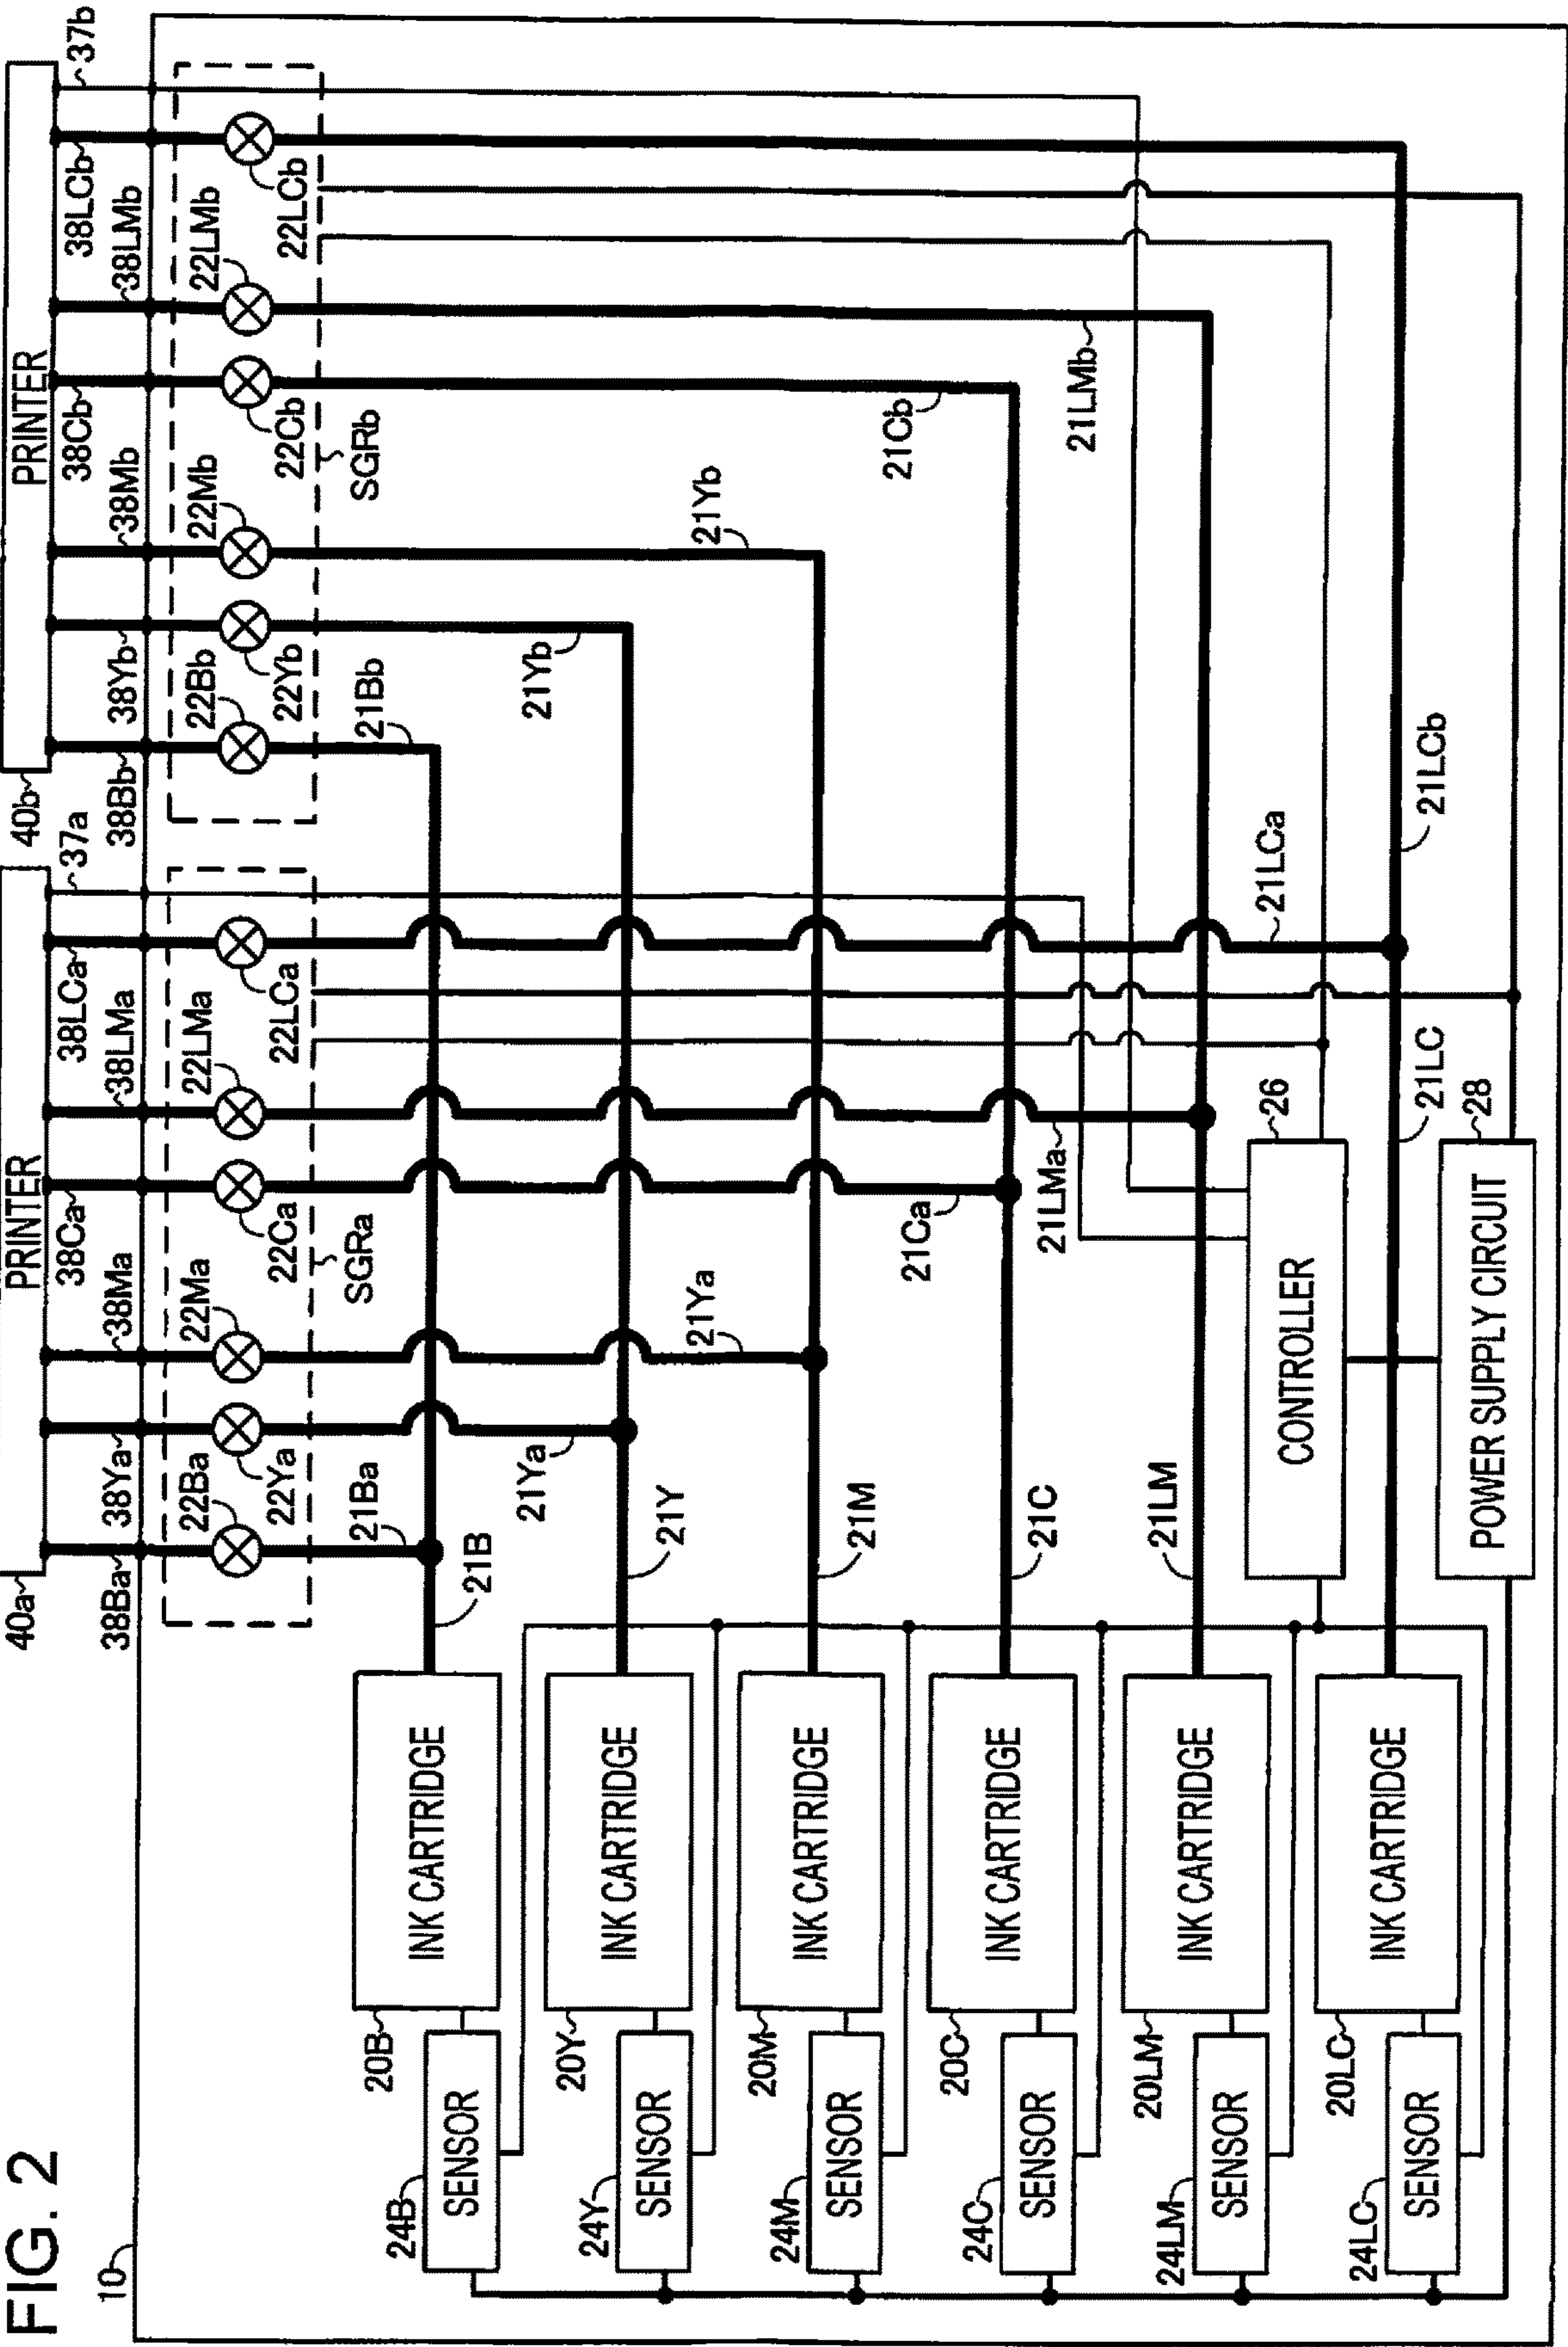 FIG. 2
10
40a
PRINTER
37a
40b
PRINTER
37b
38Ba
38Ya
38Ma
38Ca
38LMa
38LCa
38Bb
38Yb
38Mb
38Cb
38LMb
38LCb
22Ba
22Ya
22Ma
22Ca
22LMa
22LCa
22Bb
22Yb
22Mb
22Cb
22LMb
22LCb
SGRa
SGRb
24B
SENSOR
20B
INK CARTRIDGE
21B
21Ba
21Bb
24Y
SENSOR
20Y
INK CARTRIDGE
21Y
21Ya
21Yb
24M
SENSOR
20M
INK CARTRIDGE
21M
21Ya
21Yb
24C
SENSOR
20C
INK CARTRIDGE
21C
21Ca
21Cb
24LM
SENSOR
20LM
INK CARTRIDGE
21LM
21LMa
21LMb
CONTROLLER
26
24LC
SENSOR
20LC
INK CARTRIDGE
21LC
21LCa
21LCb
POWER SUPPLY CIRCUIT
28